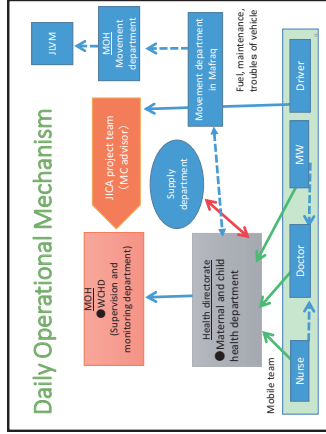 Daily Operational Mechanism
MOH
● WCHD
(Supervision and
monitoring department)
JICA project team
(MC advisor)
MOH
Movement
department
JLVM
Supply
department
Movement department
in Mafraq
Health directorate
● Maternal and child
health department
Fuel, maintenance,
troubles of vehicle
Mobile team
Nurse
Doctor
MW
Driver